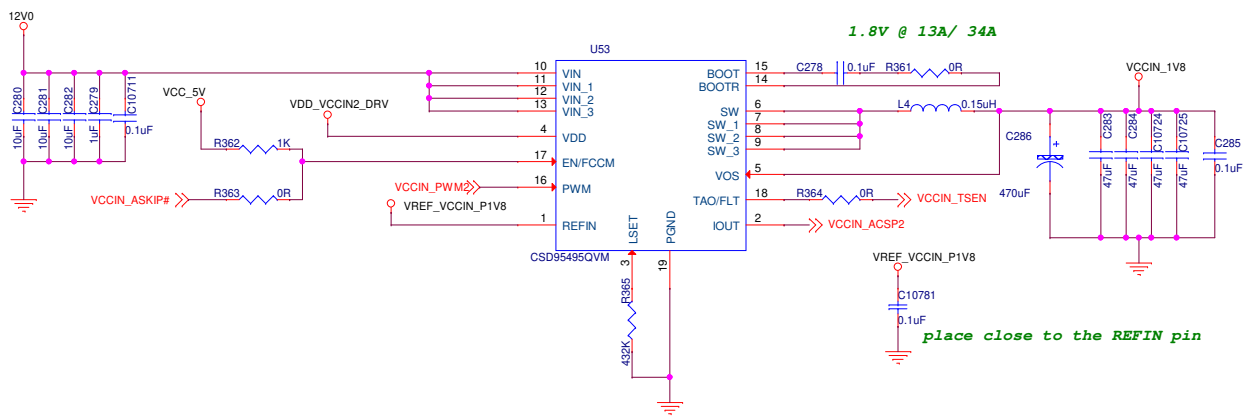 12V0
1.8V @ 13A/ 34A
U53
C280
10uF
C281
10uF
C282
10uF
C279
1uF
C10711
0.1uF
VCC_5V
VDD_VCCIN2_DRV
R362
1K
VCCIN_ASKIP#
R363
0R
VCCIN_PWM2
VREF_VCCIN_P1V8
10
VIN
11
VIN_1
12
VIN_2
13
VIN_3
4
VDD
17
EN/FCCM
16
PWM
1
REFIN
CSD95495QVM
LSET
3
PGND
19
R365
432K
BOOT
15
BOOTR
14
SW
6
SW_1
7
SW_2
8
SW_3
9
VOS
5
TAO/FLT
18
IOUT
2
C278
0.1uF
R361
0R
L4
0.15uH
R364
0R
VCCIN_TSEN
VCCIN_ACSP2
VCCIN_1V8
C286
+
470uF
C283
47uF
C284
47uF
C10724
47uF
C10725
47uF
C285
0.1uF
VREF_VCCIN_P1V8
C10781
0.1uF
place close to the REFIN pin